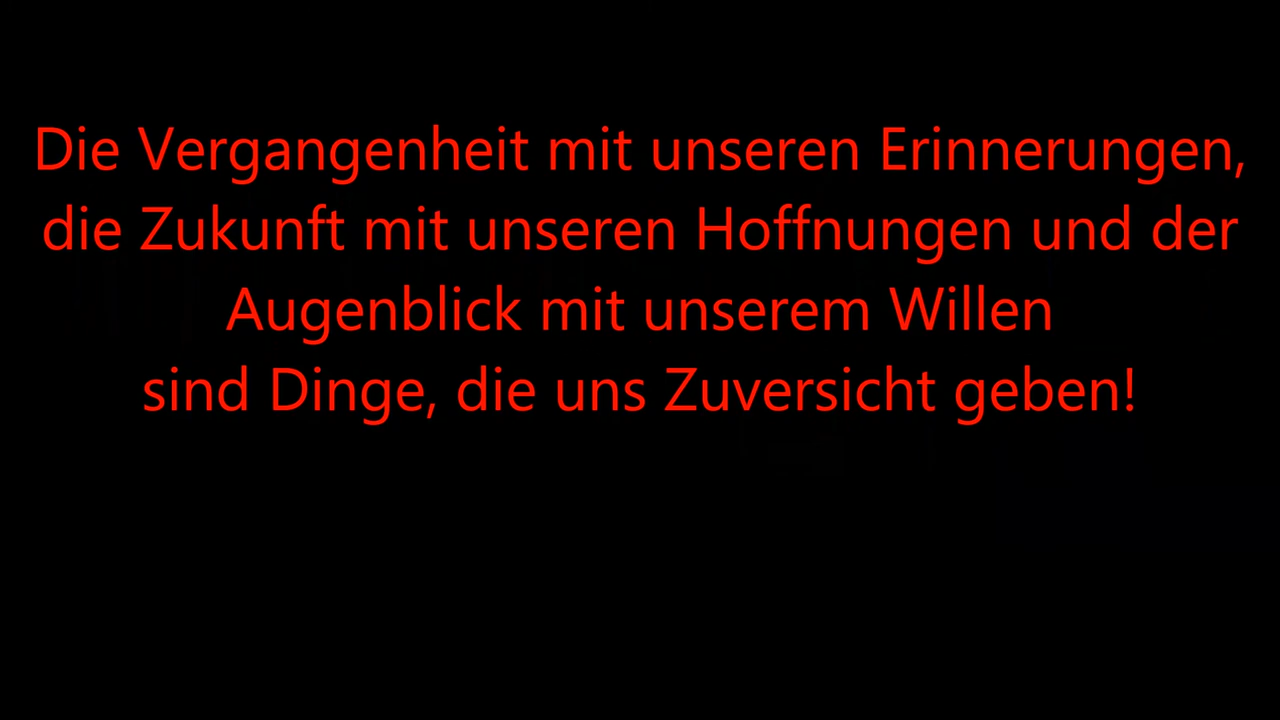 Die Vergangenheit mit unseren Erinnerungen,
die Zukunft mit unseren Hoffnungen und der
Augenblick mit unserem Willen
sind Dinge, die uns Zuversicht geben!